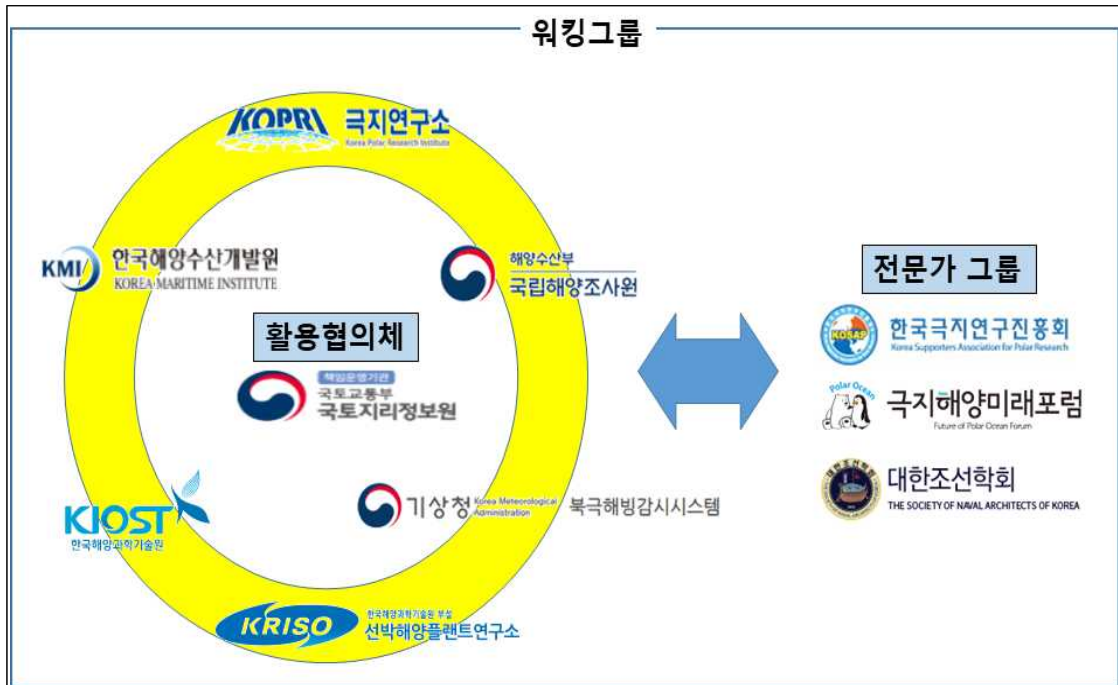 워킹그룹
KOPRI 극지연구소
Korea Polar Research Institute
KMI 한국해양수산개발원
KOREA MARITIME INSTITUTE
해양수산부
국립해양조사원
활용협의체
책임운영기관
국토교통부
국토지리정보원
KIOST
한국해양과학기술원
기상청 Korea Meteorological Administration 북극해빙감시시스템
KRISO
한국해양과학기술원 부설
선박해양플랜트연구소
전문가 그룹
KOSAP
한국극지연구진흥회
Korea Supporters Association for Polar Research
Polar Ocean
극지해양미래포럼
Future of Polar Ocean Forum
대한조선학회
THE SOCIETY OF NAVAL ARCHITECTS OF KOREA